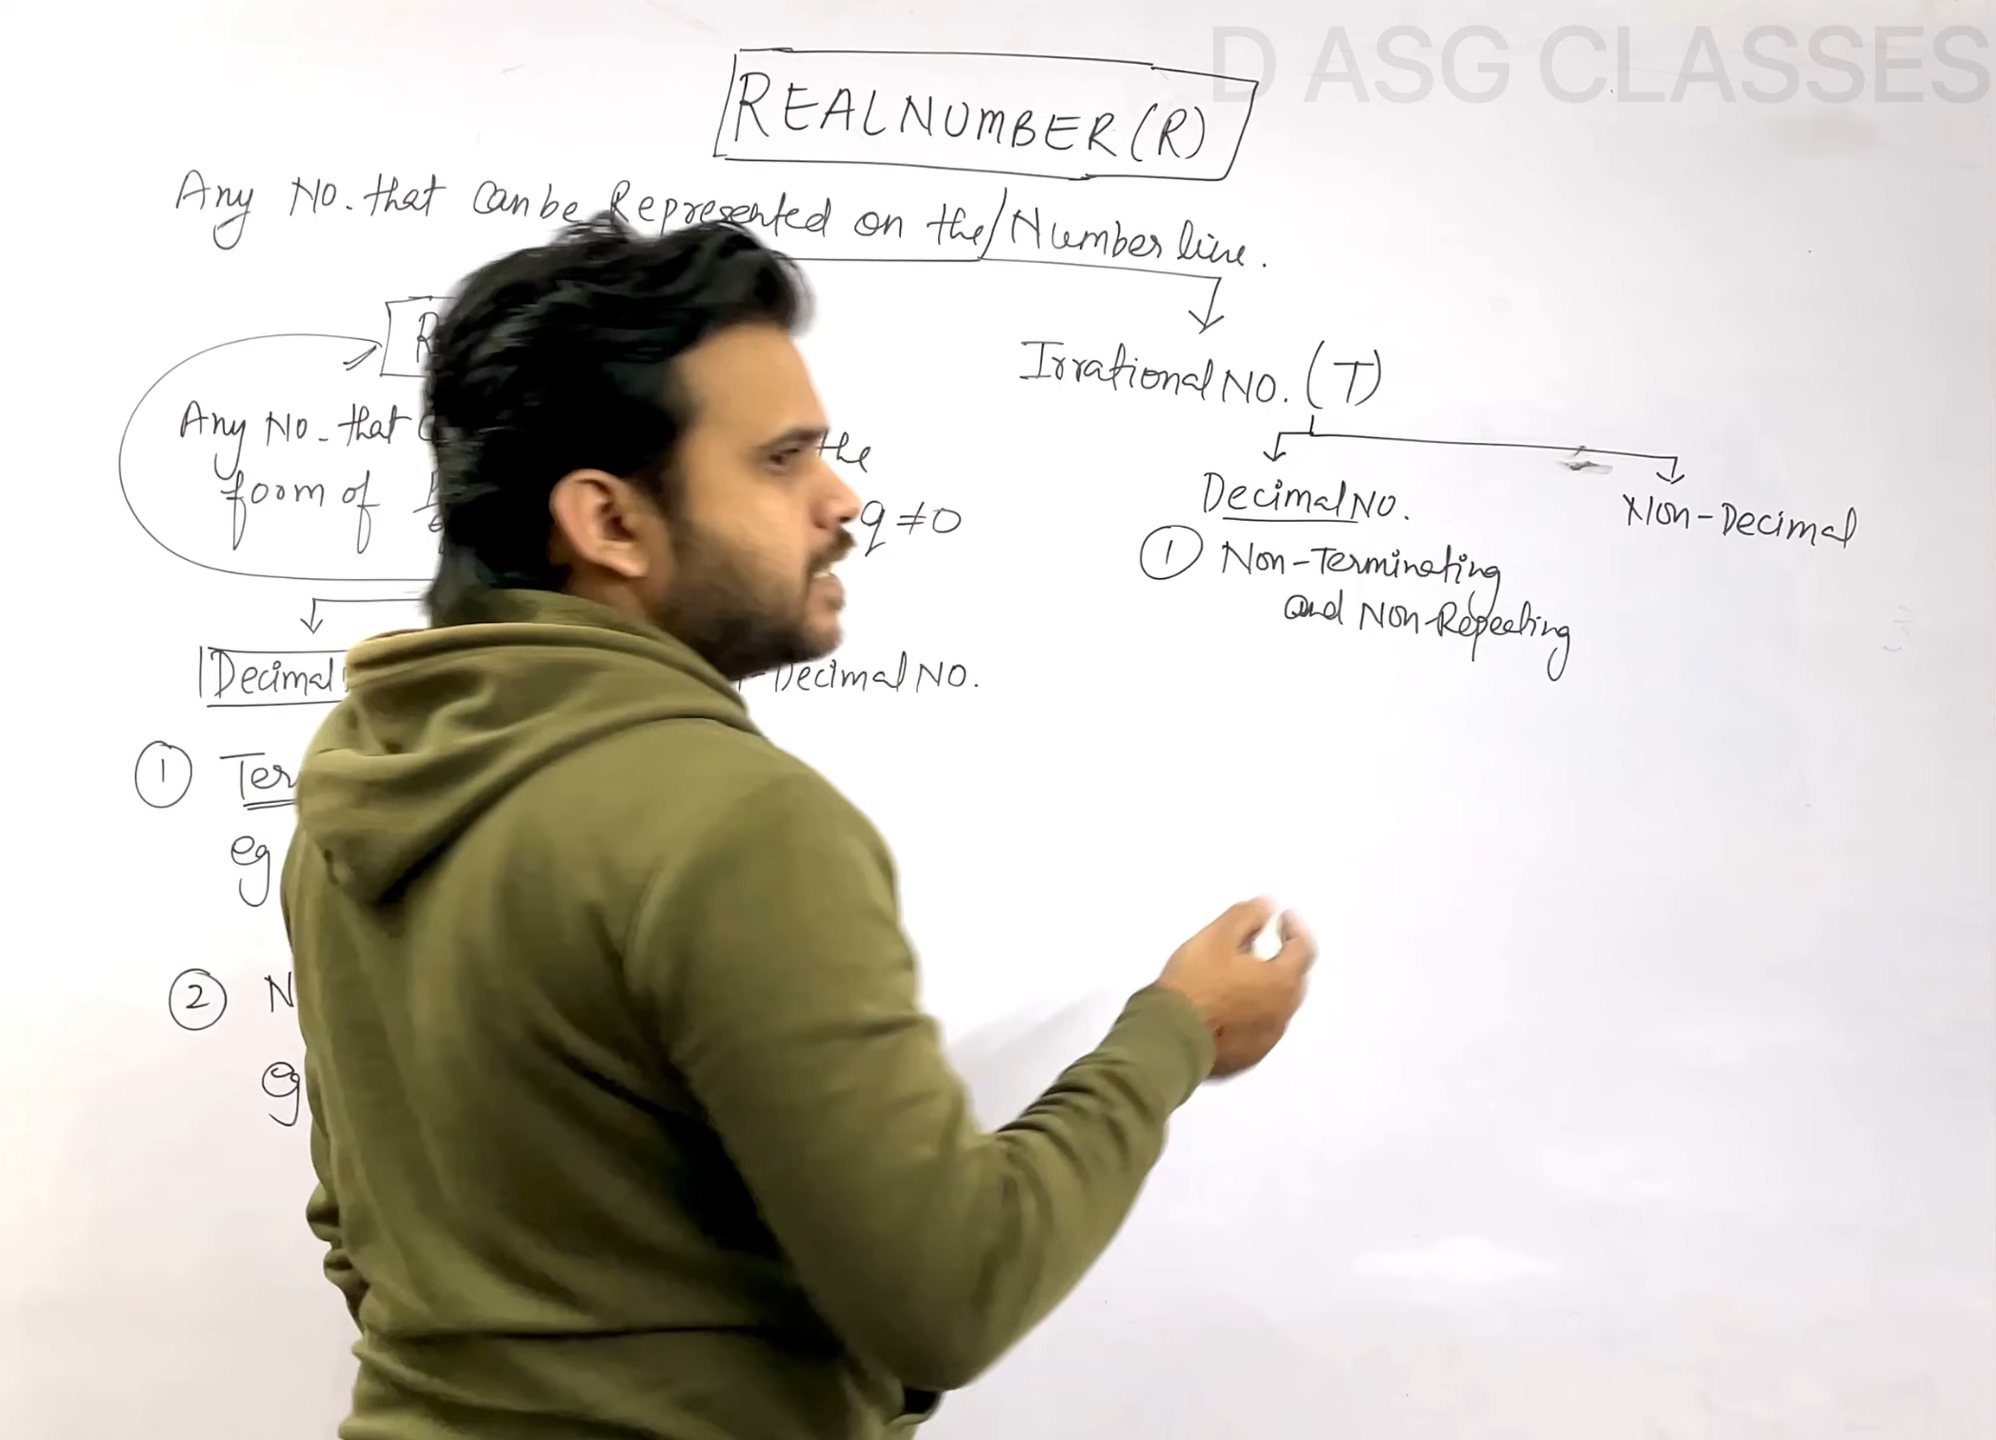 D ASG CLASSES
REAL NUMBER (R)
Any No. that can be Represented on the/Number line.
Irrational NO. (T)
Any No. that the
form of q ≠ 0
Decimal NO.
Non-Decimal
① Non-Terminating
and Non-Repeating
Decimal Decimal NO.
①
eg
②
eg